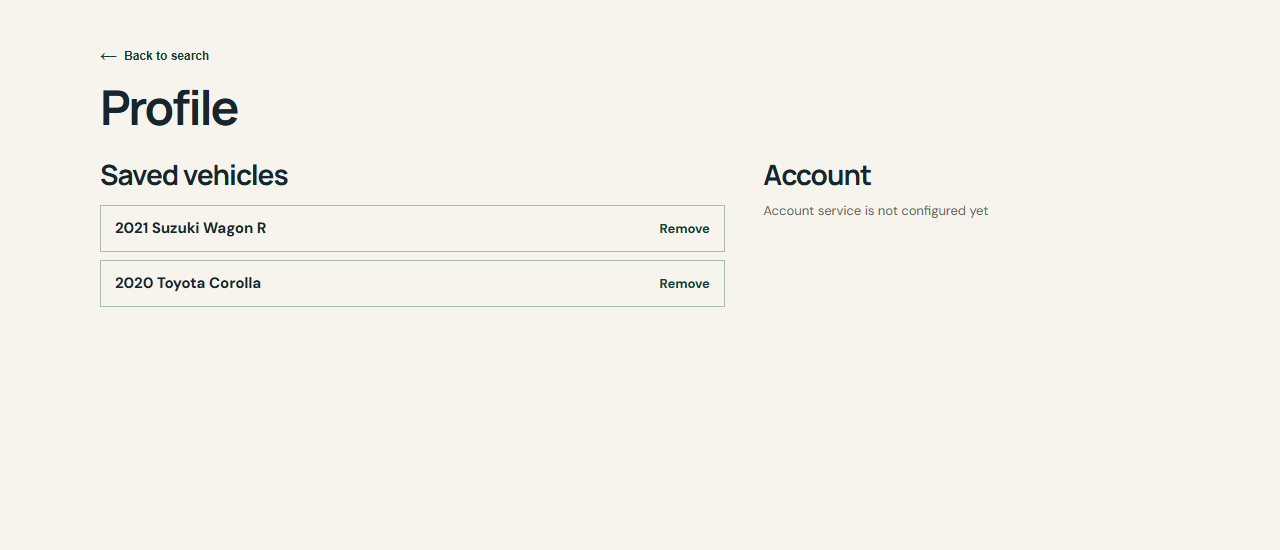 ← Back to search
Profile
Saved vehicles
2021 Suzuki Wagon R
Remove
2020 Toyota Corolla
Remove
Account
Account service is not configured yet